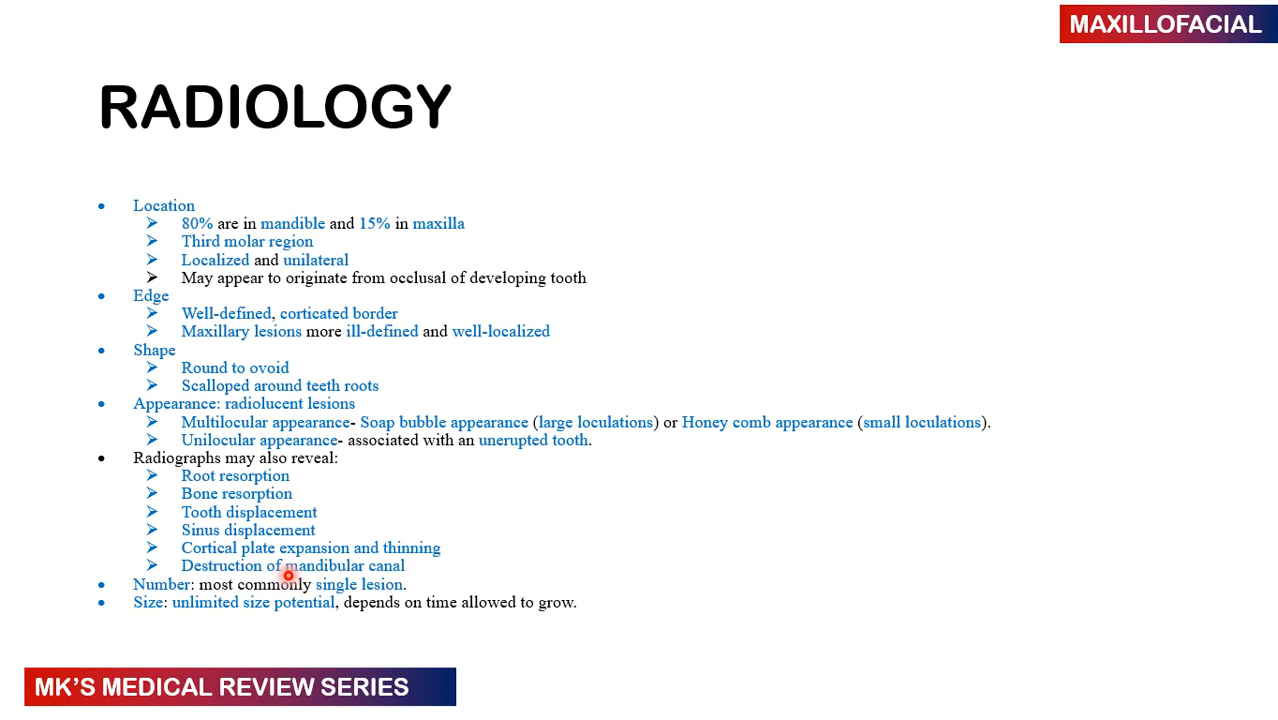 MAXILLOFACIAL
RADIOLOGY
• Location
➢ 80% are in mandible and 15% in maxilla
➢ Third molar region
➢ Localized and unilateral
➢ May appear to originate from occlusal of developing tooth
• Edge
➢ Well-defined, corticated border
➢ Maxillary lesions more ill-defined and well-localized
• Shape
➢ Round to ovoid
➢ Scalloped around teeth roots
• Appearance: radiolucent lesions
➢ Multilocular appearance- Soap bubble appearance (large loculations) or Honey comb appearance (small loculations).
➢ Unilocular appearance- associated with an unerupted tooth.
• Radiographs may also reveal:
➢ Root resorption
➢ Bone resorption
➢ Tooth displacement
➢ Sinus displacement
➢ Cortical plate expansion and thinning
➢ Destruction of mandibular canal
• Number: most commonly single lesion.
• Size: unlimited size potential, depends on time allowed to grow.
MK'S MEDICAL REVIEW SERIES